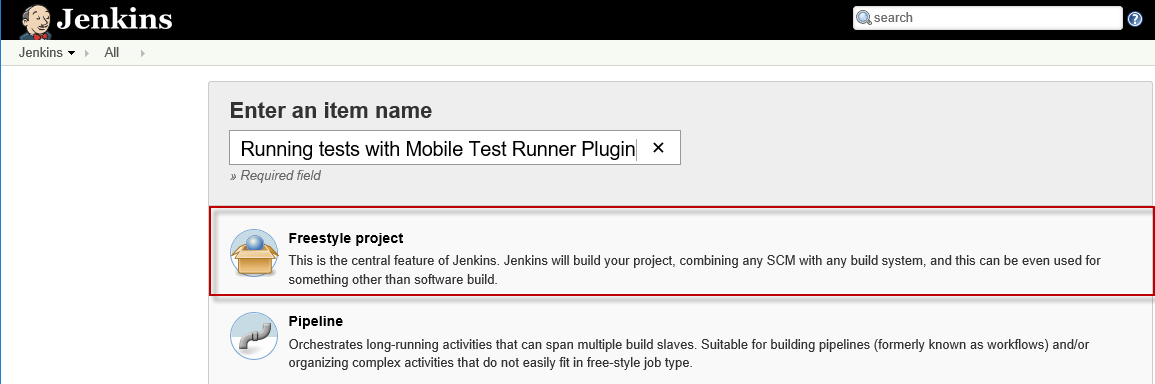 Jenkins
search
?
Jenkins
All
Enter an item name
Running tests with Mobile Test Runner Plugin
» Required field
Freestyle project
This is the central feature of Jenkins. Jenkins will build your project, combining any SCM with any build system, and this can be even used for
something other than software build.
Pipeline
Orchestrates long-running activities that can span multiple build slaves. Suitable for building pipelines (formerly known as workflows) and/or
organizing complex activities that do not easily fit in free-style job type.